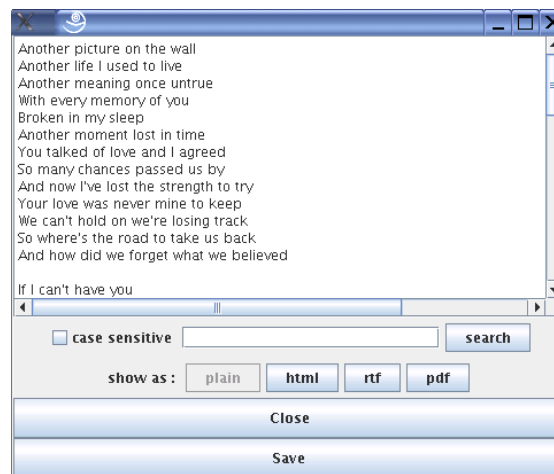 Another picture on the wall
Another life I used to live
Another meaning once untrue
With every memory of you
Broken in my sleep
Another moment lost in time
You talked of love and I agreed
So many chances passed us by
And now I've lost the strength to try
Your love was never mine to keep
We can't hold on we're losing track
So where's the road to take us back
And how did we forget what we believed
If I can't have you
case sensitive search
show as : plain html rtf pdf
Close
Save